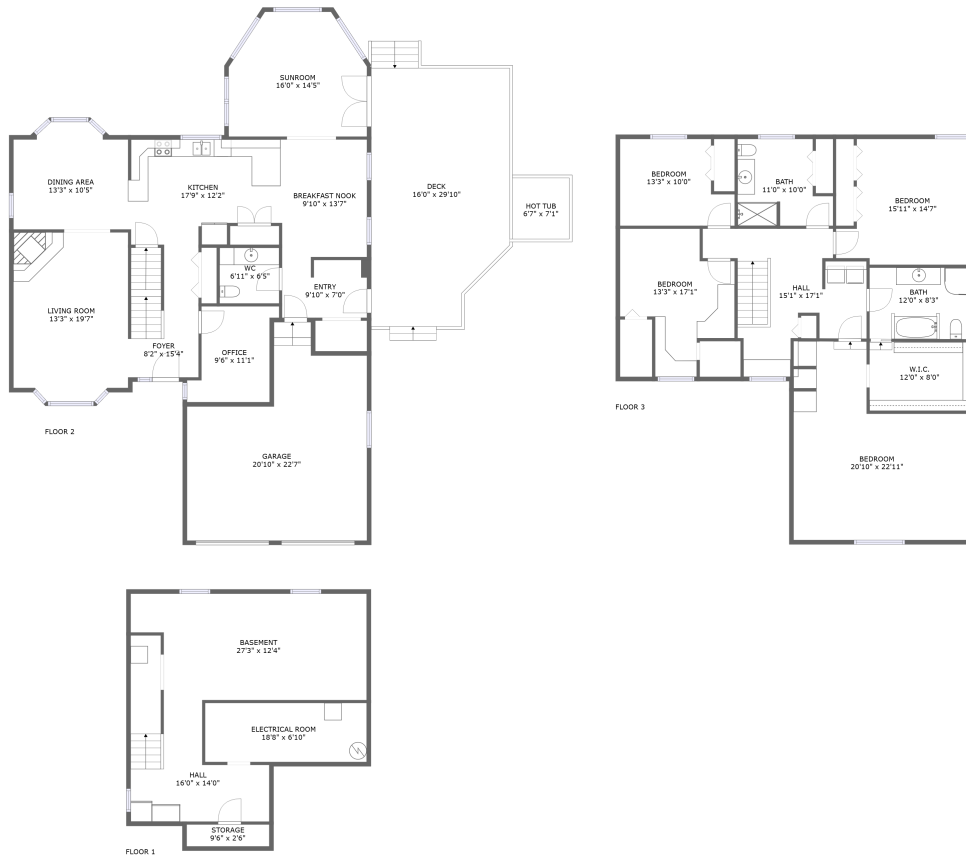 SUNROOM
16'0" x 14'5"
DINING AREA
13'3" x 10'5"
KITCHEN
17'9" x 12'2"
BREAKFAST NOOK
9'10" x 13'7"
DECK
16'0" x 29'10"
HOT TUB
6'7" x 7'1"
WC
6'11" x 6'5"
ENTRY
9'10" x 7'0"
LIVING ROOM
13'3" x 19'7"
FOYER
8'2" x 15'4"
OFFICE
9'6" x 11'1"
GARAGE
20'10" x 22'7"
FLOOR 2
BEDROOM
13'3" x 10'0"
BATH
11'0" x 10'0"
BEDROOM
15'11" x 14'7"
BEDROOM
13'3" x 17'1"
HALL
15'1" x 17'1"
BATH
12'0" x 8'3"
W.I.C.
12'0" x 8'0"
BEDROOM
20'10" x 22'11"
FLOOR 3
BASEMENT
27'3" x 12'4"
ELECTRICAL ROOM
18'8" x 6'10"
HALL
16'0" x 14'0"
STORAGE
9'6" x 2'6"
FLOOR 1